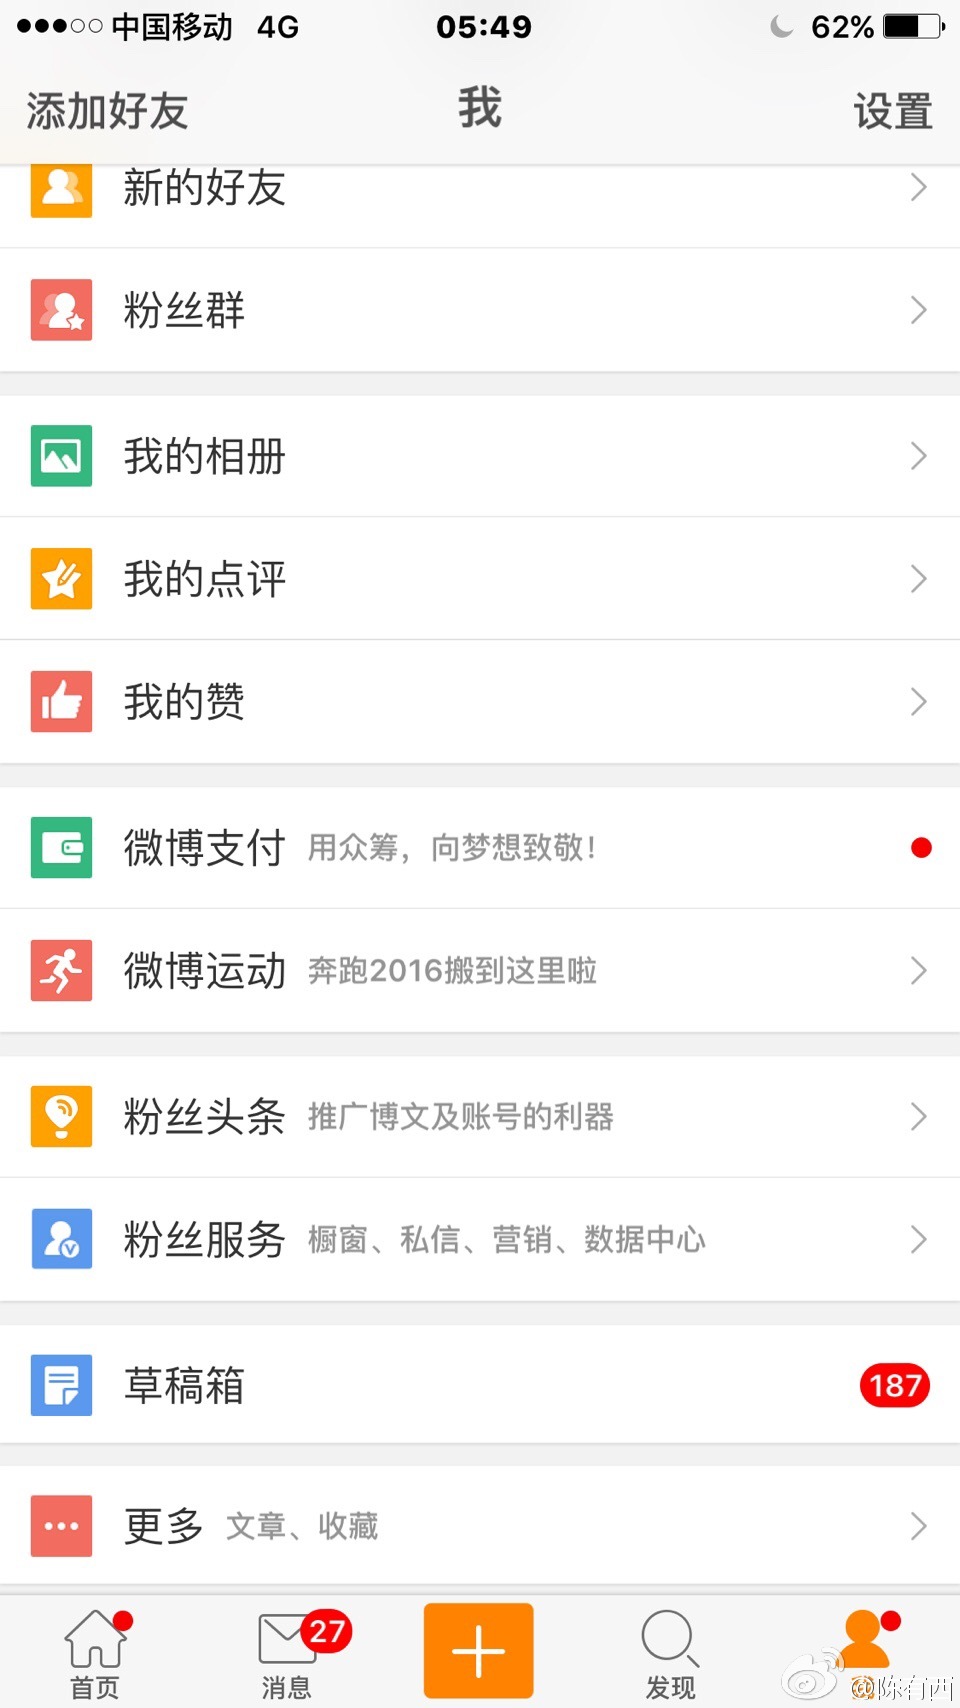 中国移动 4G 05:49 62%
添加好友 我 设置
新的好友
粉丝群
我的相册
我的点评
我的赞
微博支付 用众筹，向梦想致敬！
微博运动 奔跑2016搬到这里啦
粉丝头条 推广博文及账号的利器
粉丝服务 橱窗、私信、营销、数据中心
草稿箱 187
更多 文章、收藏
27
首页 消息 发现
@陈有西